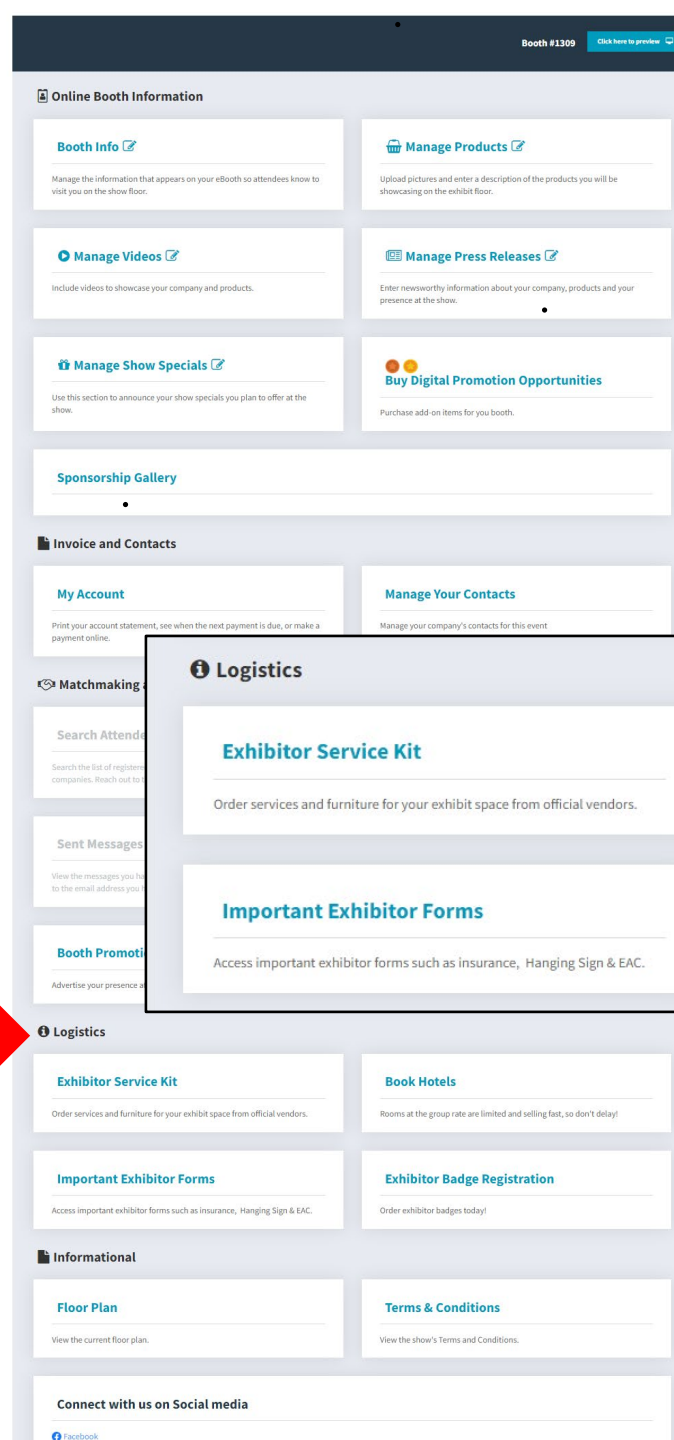 Booth #1309 Click here to preview
Online Booth Information
Booth Info
Manage the information that appears on your eBooth so attendees know to
visit you on the show floor.
Manage Products
Upload pictures and enter a description of the products you will be
showcasing on the exhibit floor.
Manage Videos
Include videos to showcase your company and products.
Manage Press Releases
Enter newsworthy information about your company, products and your
presence at the show.
Manage Show Specials
Use this section to announce your show specials you plan to offer at the
show.
Buy Digital Promotion Opportunities
Purchase add-on items for you booth.
Sponsorship Gallery
Invoice and Contacts
My Account
Print your account statement, see when the next payment is due, or make a
payment online.
Manage Your Contacts
Manage your company's contacts for this event
Matchmaking
Search
Search the list of
companies. Reach out to
Sent Messages
View the messages you
to the email address you
Booth
Advertise your presence
Logistics
Exhibitor Service Kit
Order services and furniture for your exhibit space from official vendors.
Important Exhibitor Forms
Access important exhibitor forms such as insurance, Hanging Sign & EAC.
Logistics
Exhibitor Service Kit
Order services and furniture for your exhibit space from official vendors.
Book Hotels
Rooms at the group rate are limited and selling fast, so don't delay!
Important Exhibitor Forms
Access important exhibitor forms such as insurance, Hanging Sign & EAC.
Exhibitor Badge Registration
Order exhibitor badges today!
Informational
Floor Plan
View the current floor plan.
Terms & Conditions
View the show's Terms and Conditions.
Connect with us on Social media
Facebook